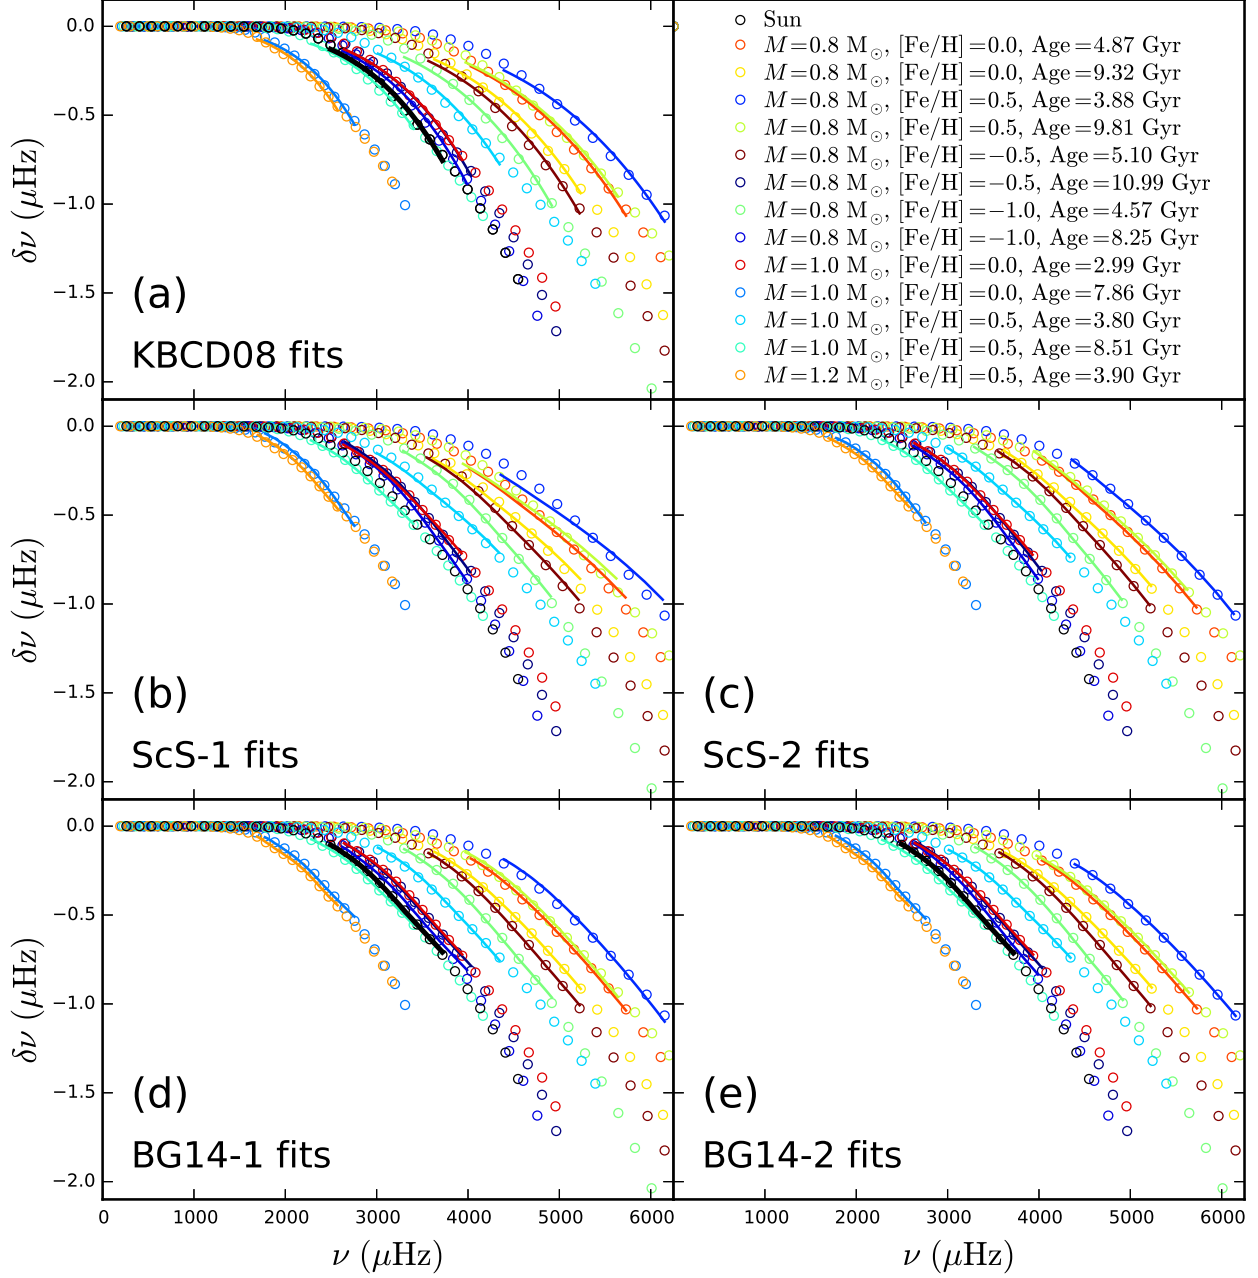 Sun
M=0.8 M☉, [Fe/H]=0.0, Age=4.87 Gyr
M=0.8 M☉, [Fe/H]=0.0, Age=9.32 Gyr
M=0.8 M☉, [Fe/H]=0.5, Age=3.88 Gyr
M=0.8 M☉, [Fe/H]=0.5, Age=9.81 Gyr
M=0.8 M☉, [Fe/H]=−0.5, Age=5.10 Gyr
M=0.8 M☉, [Fe/H]=−0.5, Age=10.99 Gyr
M=0.8 M☉, [Fe/H]=−1.0, Age=4.57 Gyr
M=0.8 M☉, [Fe/H]=−1.0, Age=8.25 Gyr
M=1.0 M☉, [Fe/H]=0.0, Age=2.99 Gyr
M=1.0 M☉, [Fe/H]=0.0, Age=7.86 Gyr
M=1.0 M☉, [Fe/H]=0.5, Age=3.80 Gyr
M=1.0 M☉, [Fe/H]=0.5, Age=8.51 Gyr
M=1.2 M☉, [Fe/H]=0.5, Age=3.90 Gyr
0.0
−0.5
−1.0
−1.5
−2.0
δν (μHz)
(a)
KBCD08 fits
0.0
−0.5
−1.0
−1.5
−2.0
δν (μHz)
(b)
ScS-1 fits
(c)
ScS-2 fits
0.0
−0.5
−1.0
−1.5
−2.0
δν (μHz)
(d)
BG14-1 fits
(e)
BG14-2 fits
0 1000 2000 3000 4000 5000 6000
1000 2000 3000 4000 5000 6000
ν (μHz)
ν (μHz)